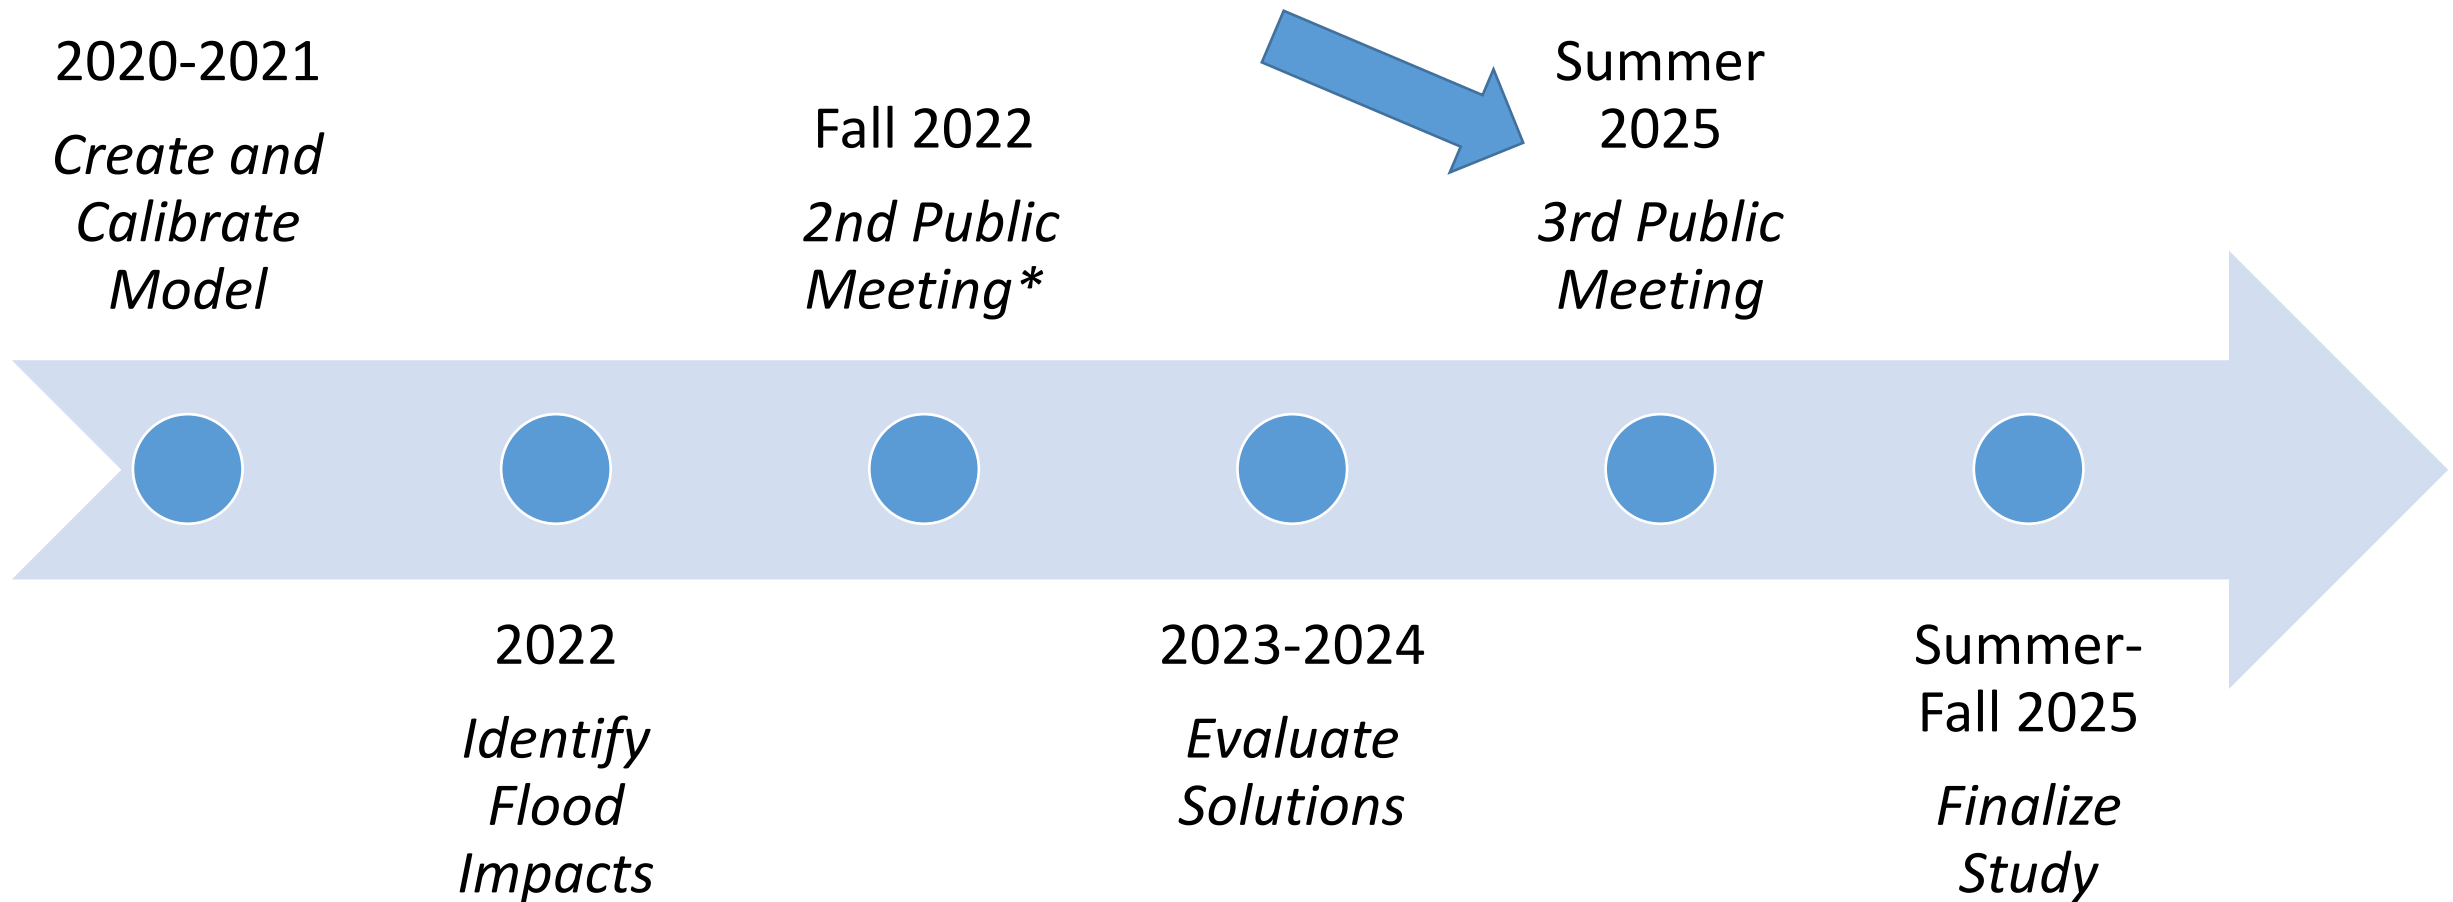 2020-2021
Create and
Calibrate
Model
2022
Identify
Flood
Impacts
Fall 2022
2nd Public
Meeting*
2023-2024
Evaluate
Solutions
Summer
2025
3rd Public
Meeting
Summer-
Fall 2025
Finalize
Study